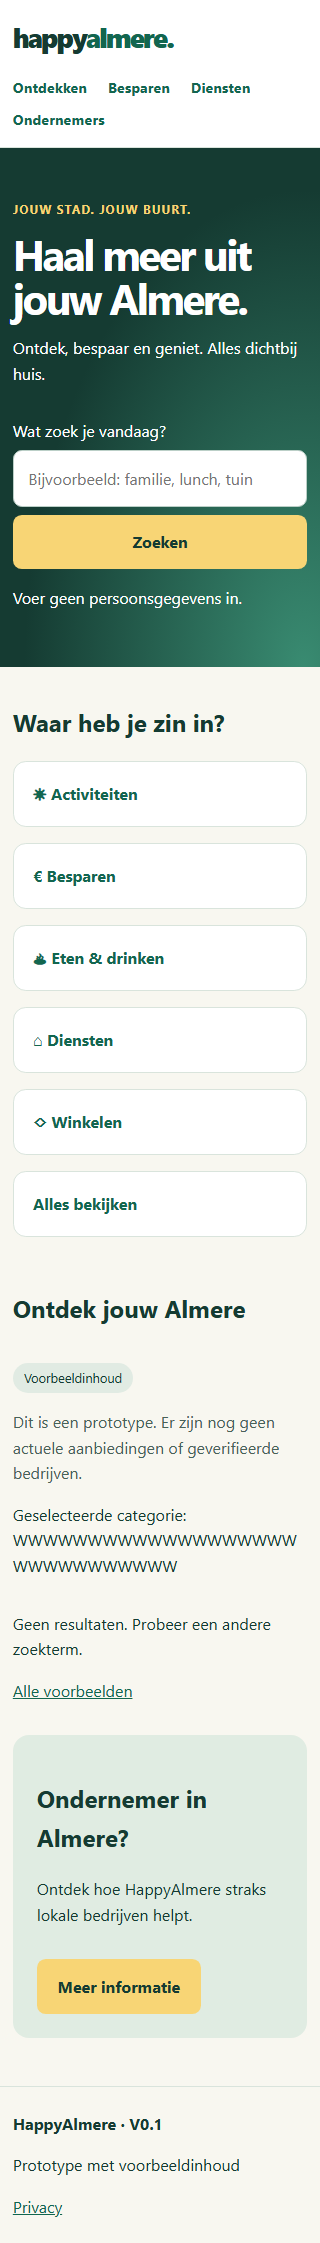 happyalmere.
Ontdekken Besparen Diensten
Ondernemers
JOUW STAD. JOUW BUURT.
Haal meer uit
jouw Almere.
Ontdek, bespaar en geniet. Alles dichtbij
huis.
Wat zoek je vandaag?
Bijvoorbeeld: familie, lunch, tuin
Zoeken
Voer geen persoonsgegevens in.
Waar heb je zin in?
Activiteiten
€ Besparen
Eten & drinken
⌂ Diensten
Winkelen
Alles bekijken
Ontdek jouw Almere
Voorbeeldinhoud
Dit is een prototype. Er zijn nog geen
actuele aanbiedingen of geverifieerde
bedrijven.
Geselecteerde categorie:
WWWWWWWWWWWWWWWWWWW
WWWWWWWWWWW
Geen resultaten. Probeer een andere
zoekterm.
Alle voorbeelden
Ondernemer in
Almere?
Ontdek hoe HappyAlmere straks
lokale bedrijven helpt.
Meer informatie
HappyAlmere · V0.1
Prototype met voorbeeldinhoud
Privacy